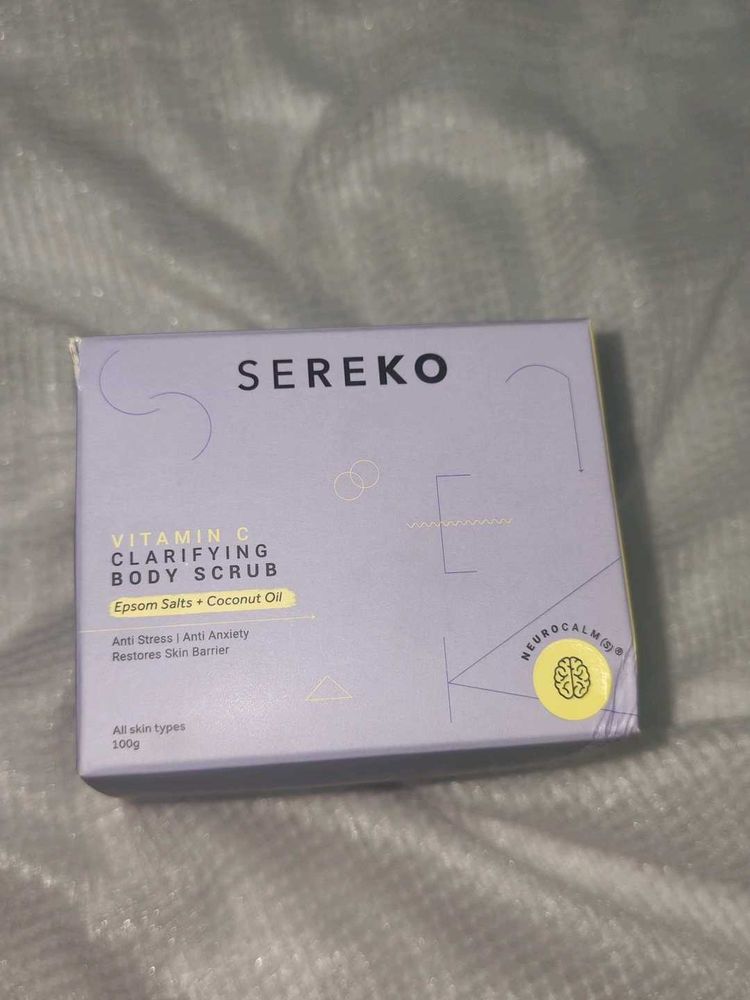 SEREKO
VITAMIN C
CLARIFYING
BODY SCRUB
Epsom Salts + Coconut Oil
Anti Stress | Anti Anxiety
Restores Skin Barrier
All skin types
100g
NEUROCALM(S)®